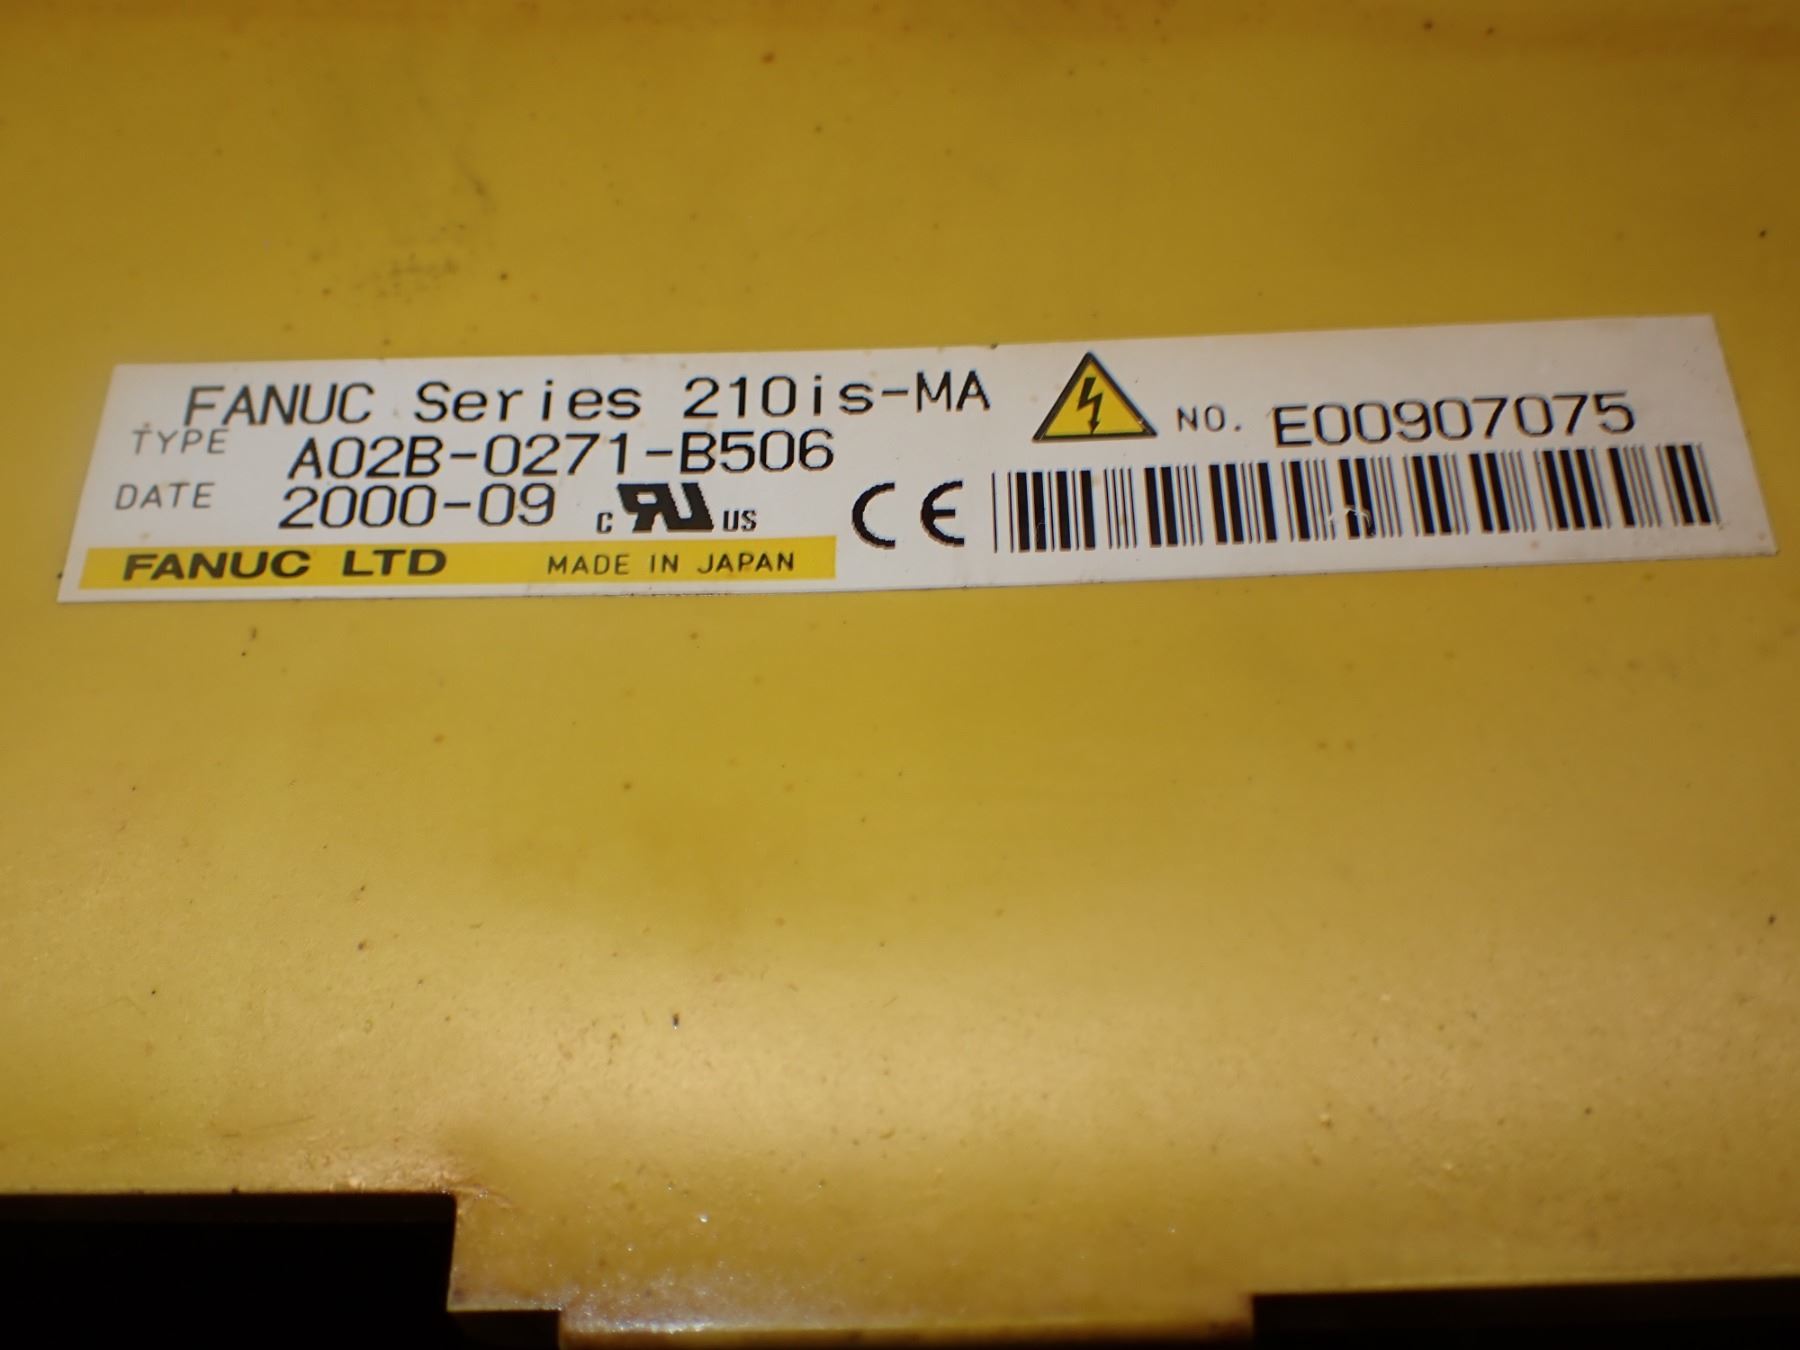 FANUC Series 210is-MA
TYPE A02B-0271-B506
DATE 2000-09 c RU US CE
FANUC LTD MADE IN JAPAN
NO. E00907075